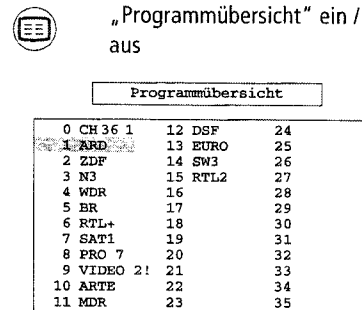 „Programmübersicht" ein /
aus
Programmübersicht
0 CH 36 1 12 DSF 24
1 ARD 13 EURO 25
2 ZDF 14 SW3 26
3 N3 15 RTL2 27
4 WDR 16 28
5 BR 17 29
6 RTL+ 18 30
7 SAT1 19 31
8 PRO 7 20 32
9 VIDEO 2! 21 33
10 ARTE 22 34
11 MDR 23 35